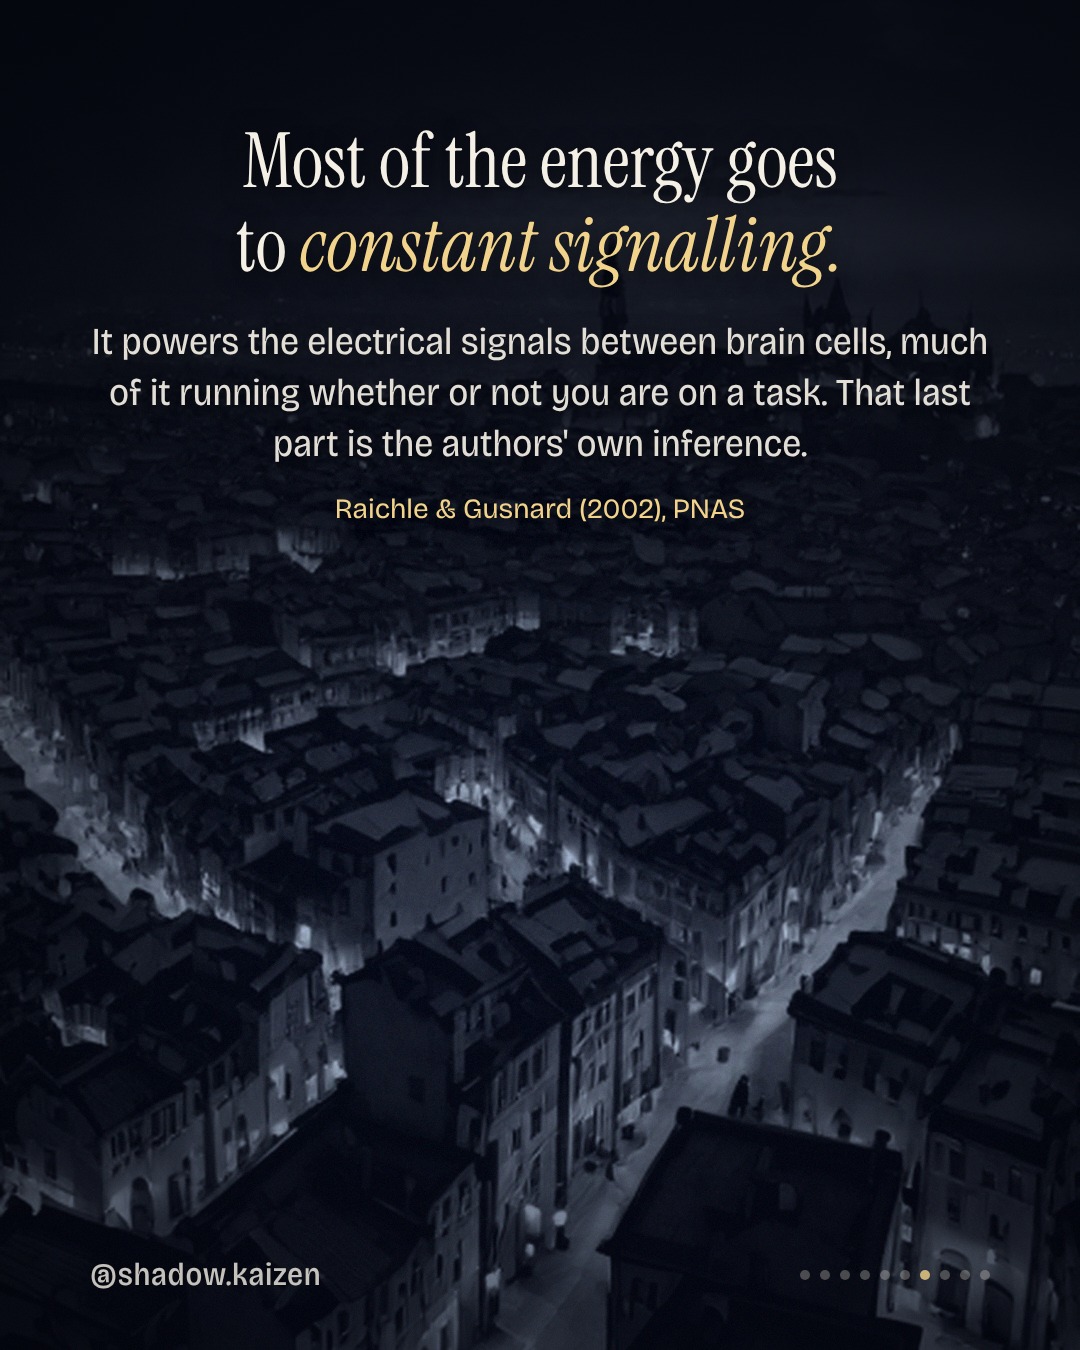 Most of the energy goes
to constant signalling.
It powers the electrical signals between brain cells, much
of it running whether or not you are on a task. That last
part is the authors' own inference.
Raichle & Gusnard (2002), PNAS
@shadow.kaizen